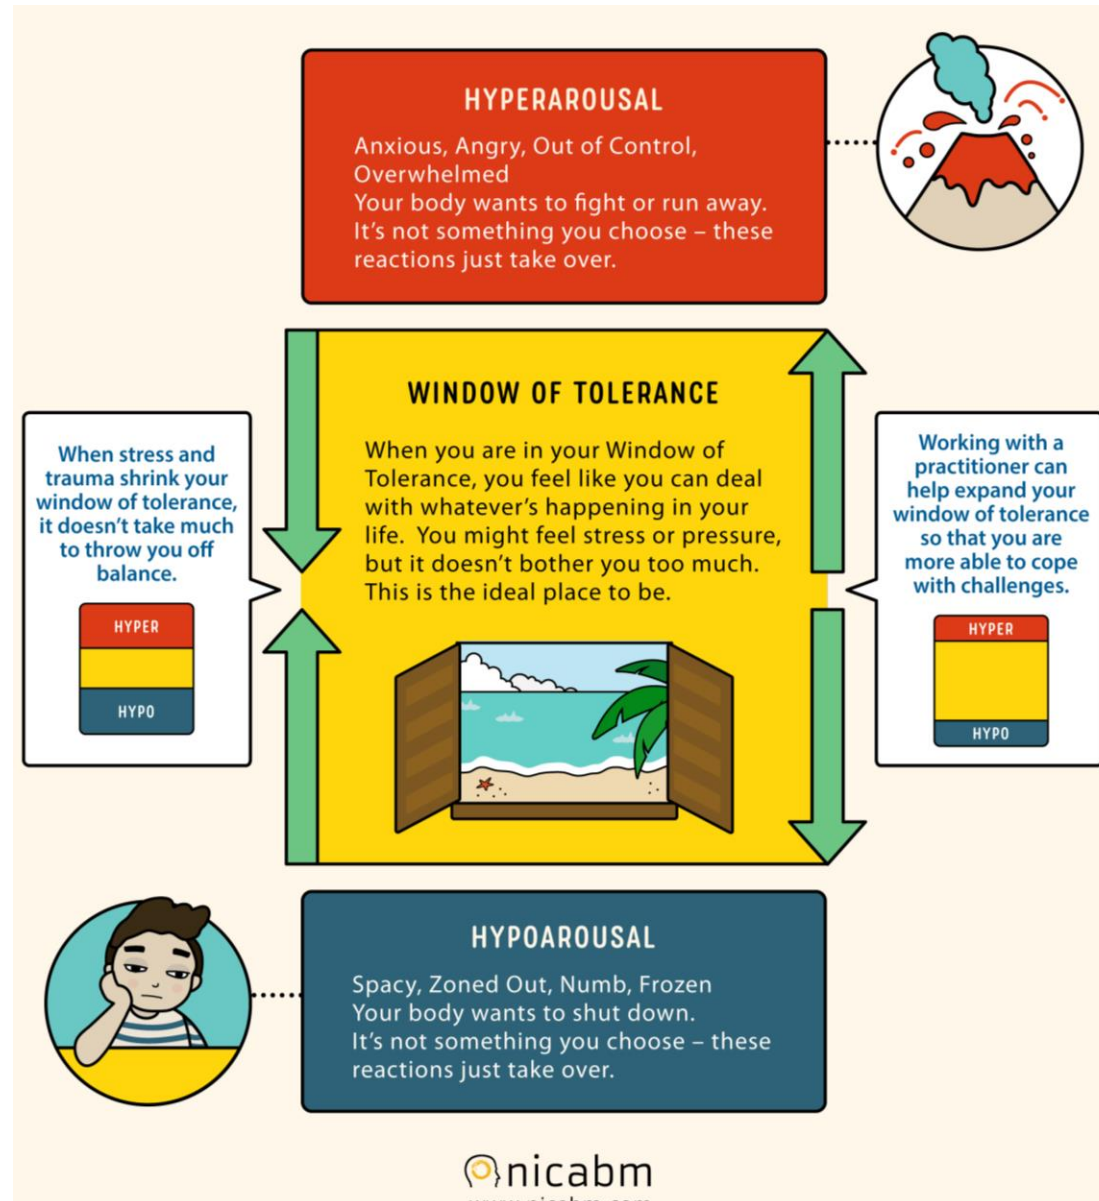 HYPERAROUSAL
Anxious, Angry, Out of Control,
Overwhelmed
Your body wants to fight or run away.
It’s not something you choose – these
reactions just take over.
When stress and
trauma shrink your
window of tolerance,
it doesn’t take much
to throw you off
balance.
HYPER
HYPO
WINDOW OF TOLERANCE
When you are in your Window of
Tolerance, you feel like you can deal
with whatever’s happening in your
life. You might feel stress or pressure,
but it doesn’t bother you too much.
This is the ideal place to be.
Working with a
practitioner can
help expand your
window of tolerance
so that you are
more able to cope
with challenges.
HYPER
HYPO
HYPOAROUSAL
Spacy, Zoned Out, Numb, Frozen
Your body wants to shut down.
It’s not something you choose – these
reactions just take over.
nicabm
www.nicabm.com